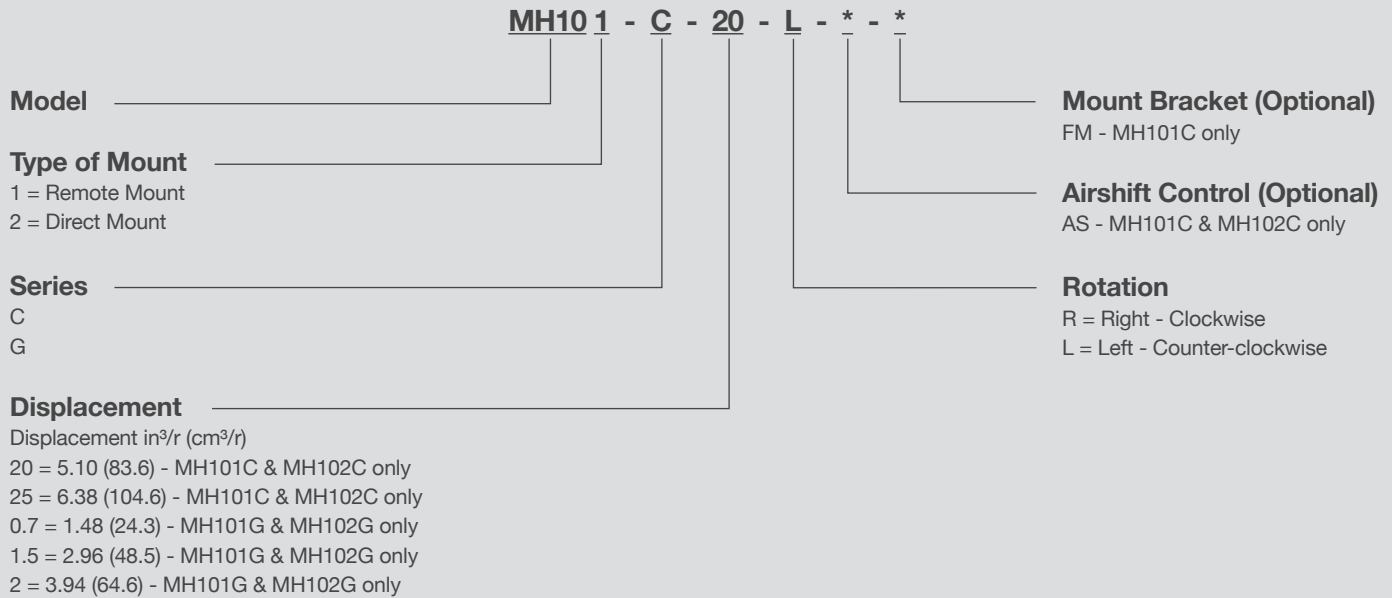 MH10 1 - C - 20 - L - * - *
Model
Type of Mount
1 = Remote Mount
2 = Direct Mount
Series
C
G
Displacement
Displacement in³/r (cm³/r)
20 = 5.10 (83.6) - MH101C & MH102C only
25 = 6.38 (104.6) - MH101C & MH102C only
0.7 = 1.48 (24.3) - MH101G & MH102G only
1.5 = 2.96 (48.5) - MH101G & MH102G only
2 = 3.94 (64.6) - MH101G & MH102G only
Mount Bracket (Optional)
FM - MH101C only
Airshift Control (Optional)
AS - MH101C & MH102C only
Rotation
R = Right - Clockwise
L = Left - Counter-clockwise